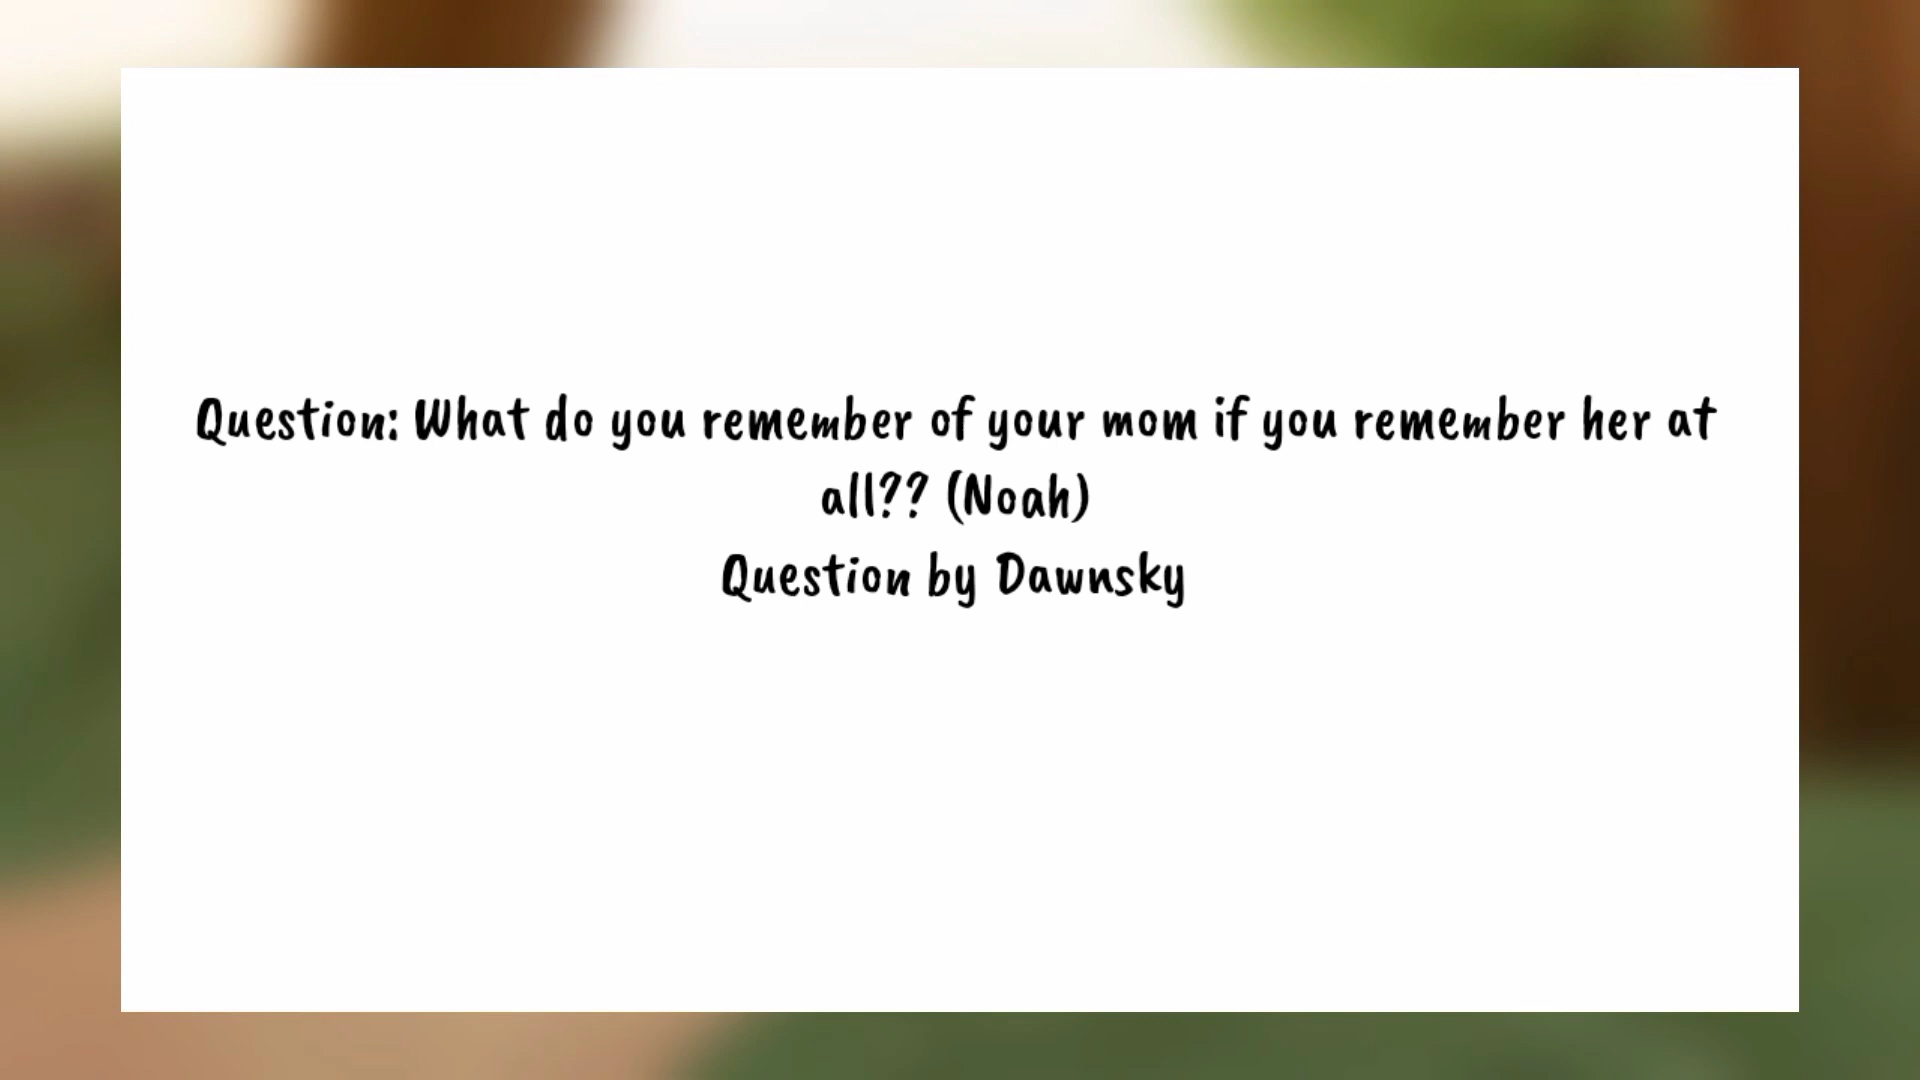 Question: What do you remember of your mom if you remember her at
all?? (Noah)
Question by Dawnsky